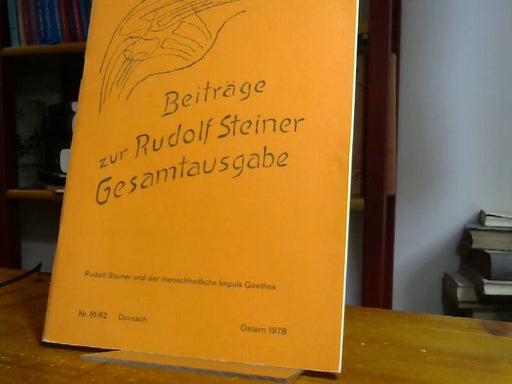 Beiträge
zur Rudolf Steiner
Gesamtausgabe
Rudolf Steiner und der menschheitliche Impuls Goethes
Nr. 61/62 Dornach
Ostern 1978